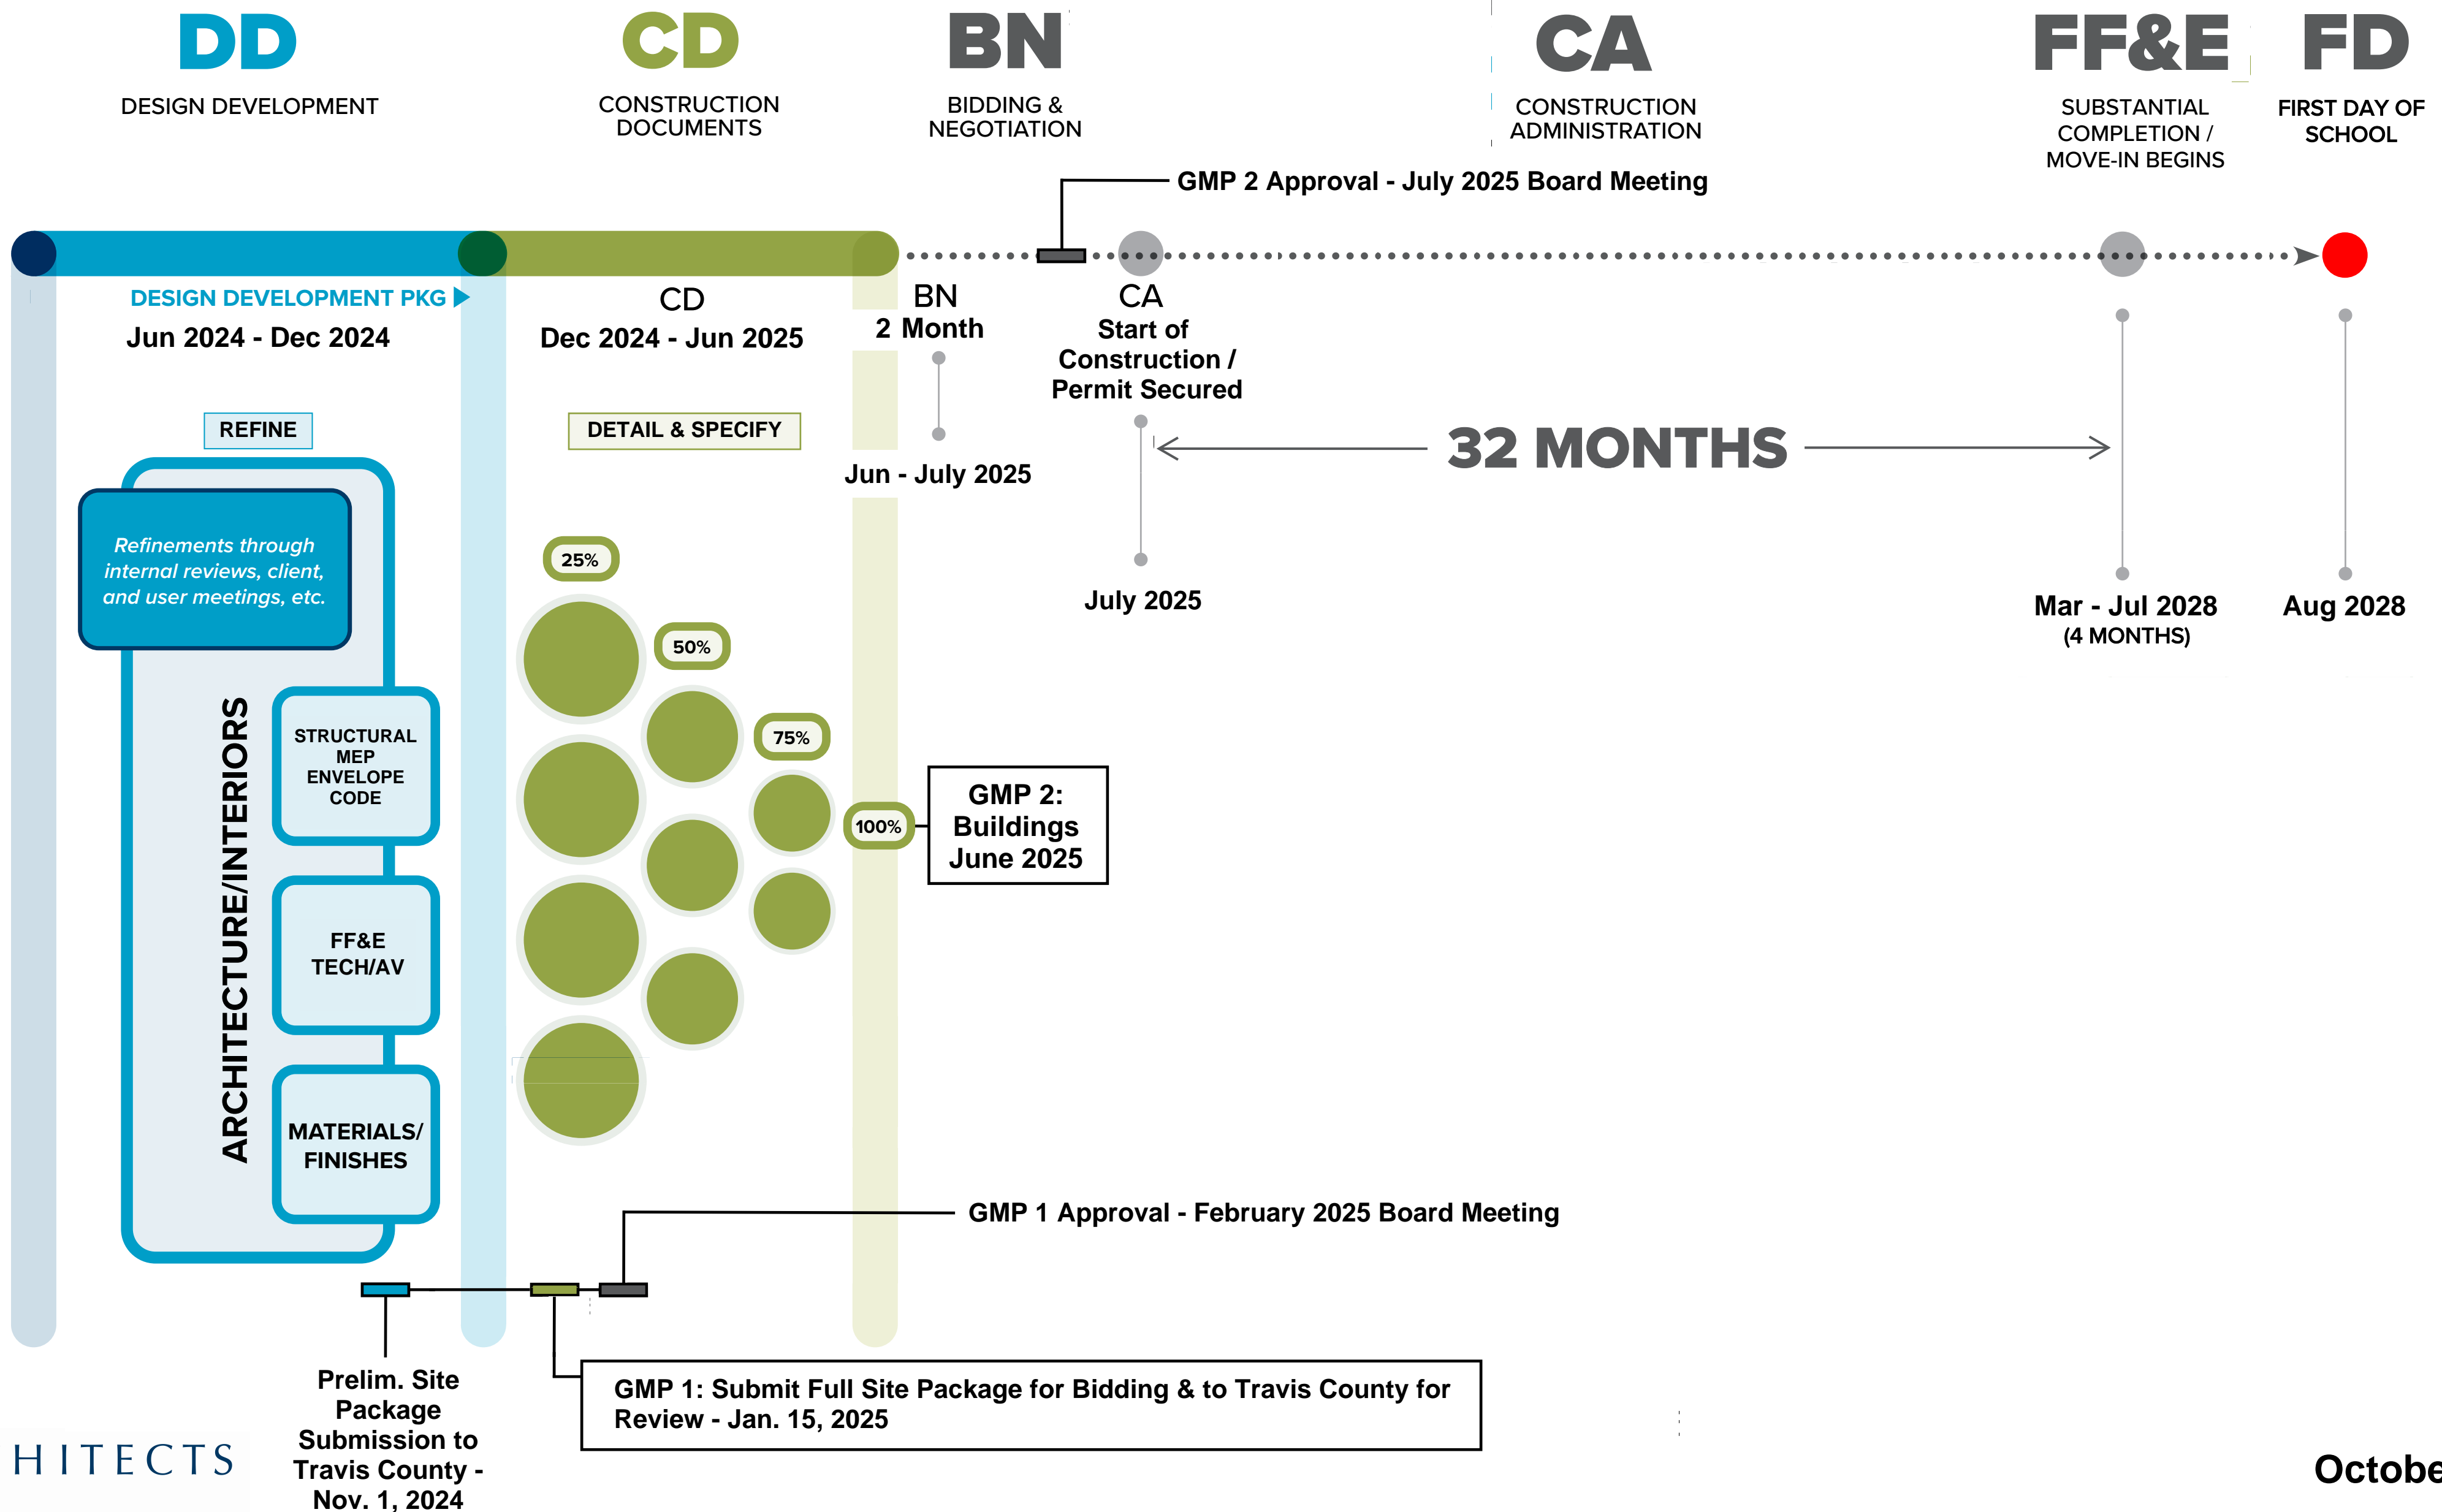 DD
DESIGN DEVELOPMENT
CD
CONSTRUCTION
DOCUMENTS
BN
BIDDING &
NEGOTIATION
CA
CONSTRUCTION
ADMINISTRATION
FF&E
SUBSTANTIAL
COMPLETION /
MOVE-IN BEGINS
FD
FIRST DAY OF
SCHOOL
GMP 2 Approval - July 2025 Board Meeting
DESIGN DEVELOPMENT PKG
Jun 2024 - Dec 2024
CD
Dec 2024 - Jun 2025
BN
2 Month
Jun - July 2025
CA
Start of
Construction /
Permit Secured
July 2025
32 MONTHS
Mar - Jul 2028
(4 MONTHS)
Aug 2028
REFINE
Refinements through
internal reviews, client,
and user meetings, etc.
ARCHITECTURE/INTERIORS
STRUCTURAL
MEP
ENVELOPE
CODE
FF&E
TECH/AV
MATERIALS/
FINISHES
DETAIL & SPECIFY
25%
50%
75%
100%
GMP 2:
Buildings
June 2025
GMP 1 Approval - February 2025 Board Meeting
Prelim. Site
Package
Submission to
Travis County -
Nov. 1, 2024
GMP 1: Submit Full Site Package for Bidding & to Travis County for
Review - Jan. 15, 2025
HITECTS
Octobe